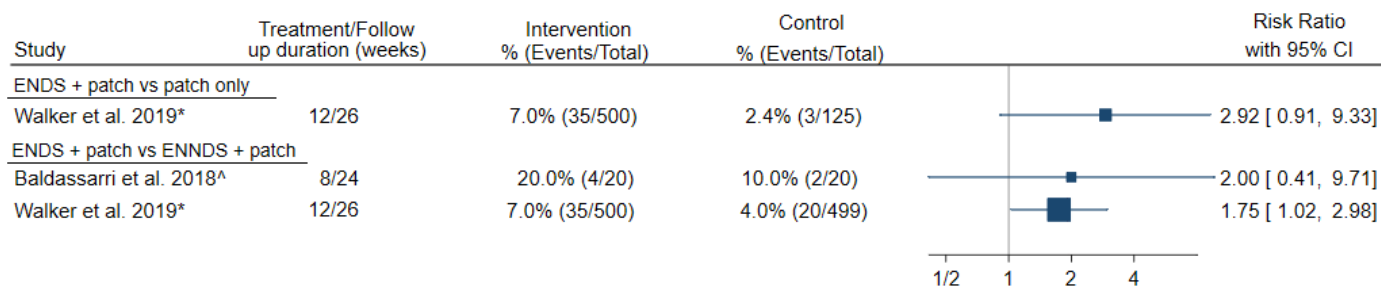 Study Treatment/Follow up duration (weeks) Intervention % (Events/Total) Control % (Events/Total) Risk Ratio with 95% CI
ENDS + patch vs patch only
Walker et al. 2019* 12/26 7.0% (35/500) 2.4% (3/125) 2.92 [ 0.91, 9.33]
ENDS + patch vs ENNDS + patch
Baldassarri et al. 2018^ 8/24 20.0% (4/20) 10.0% (2/20) 2.00 [ 0.41, 9.71]
Walker et al. 2019* 12/26 7.0% (35/500) 4.0% (20/499) 1.75 [ 1.02, 2.98]
1/2 1 2 4